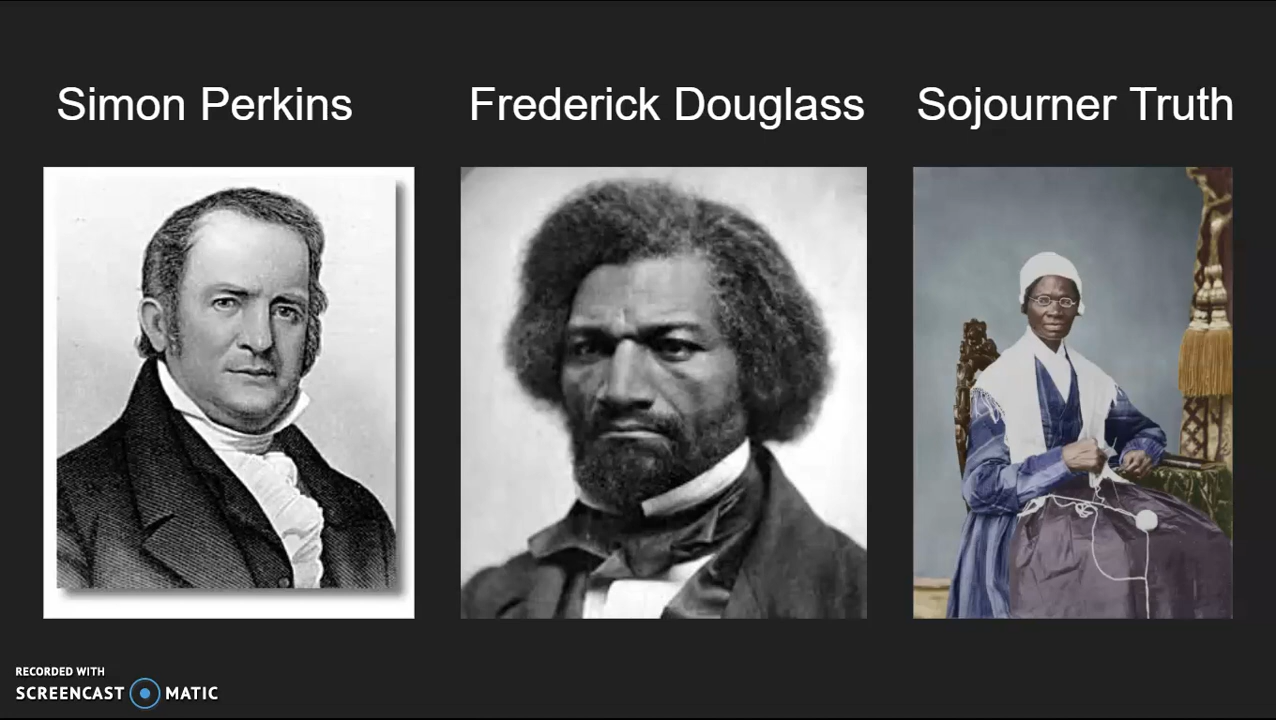 Simon Perkins
Frederick Douglass
Sojourner Truth
RECORDED WITH
SCREENCAST MATIC